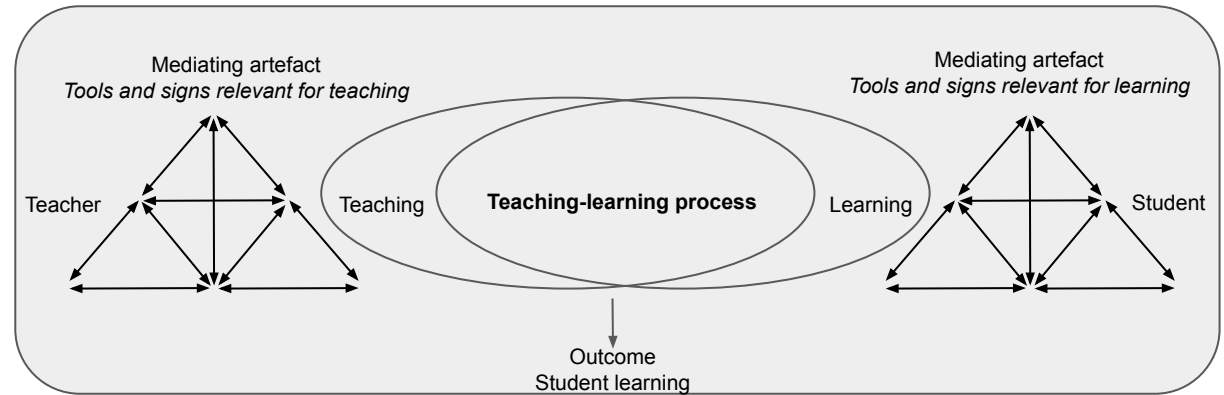 Mediating artefact
Tools and signs relevant for teaching
Mediating artefact
Tools and signs relevant for learning
Teacher
Teaching
Teaching-learning process
Learning
Student
Outcome
Student learning